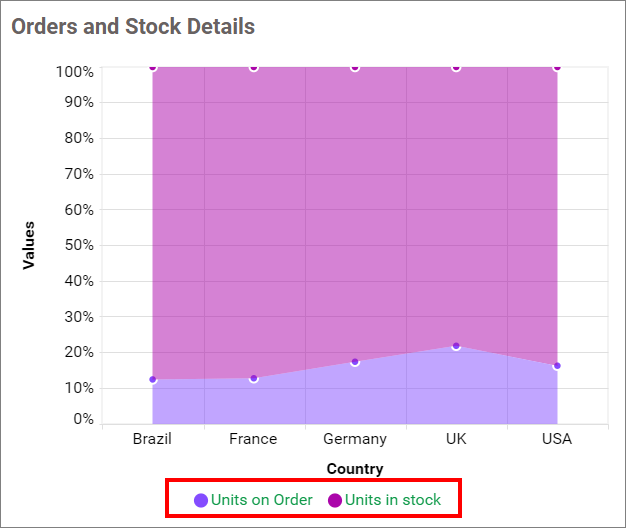 Orders and Stock Details
100%
90%
80%
70%
60%
50%
40%
30%
20%
10%
0%
Values
Brazil France Germany UK USA
Country
Units on Order Units in stock